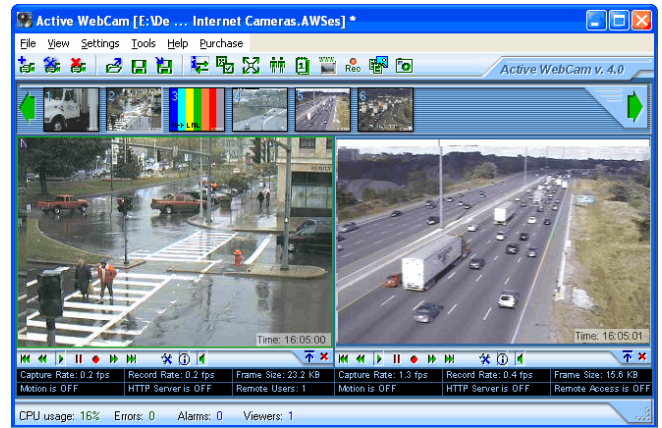 Active WebCam [E:\De ... Internet Cameras.AWSes] *
File View Settings Tools Help Purchase
WWW
Rec
Active WebCam v. 4.0
2 3 5
FAMILY
Time: 16:05:00
Time: 16:05:01
Capture Rate: 0.2 fps Record Rate: 0.2 fps Frame Size: 23.2 KB Capture Rate: 1.3 fps Record Rate: 0.4 fps Frame Size: 15.6 KB
Motion is OFF HTTP Server is OFF Remote Users: 1 Motion is OFF HTTP Server is OFF Remote Access is OFF
CPU usage: 16% Errors: 0 Alarms: 0 Viewers: 1